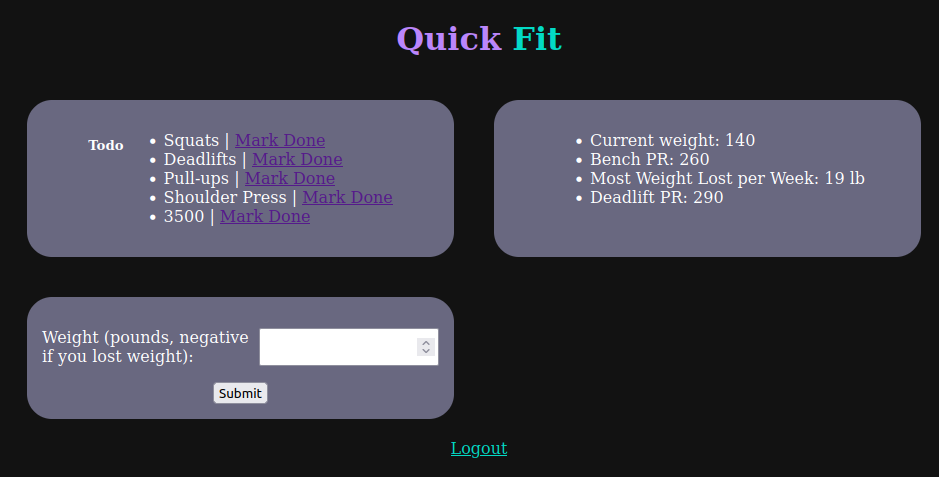 Quick Fit
Todo
Squats | Mark Done
Deadlifts | Mark Done
Pull-ups | Mark Done
Shoulder Press | Mark Done
3500 | Mark Done
Current weight: 140
Bench PR: 260
Most Weight Lost per Week: 19 lb
Deadlift PR: 290
Weight (pounds, negative
if you lost weight):
Submit
Logout